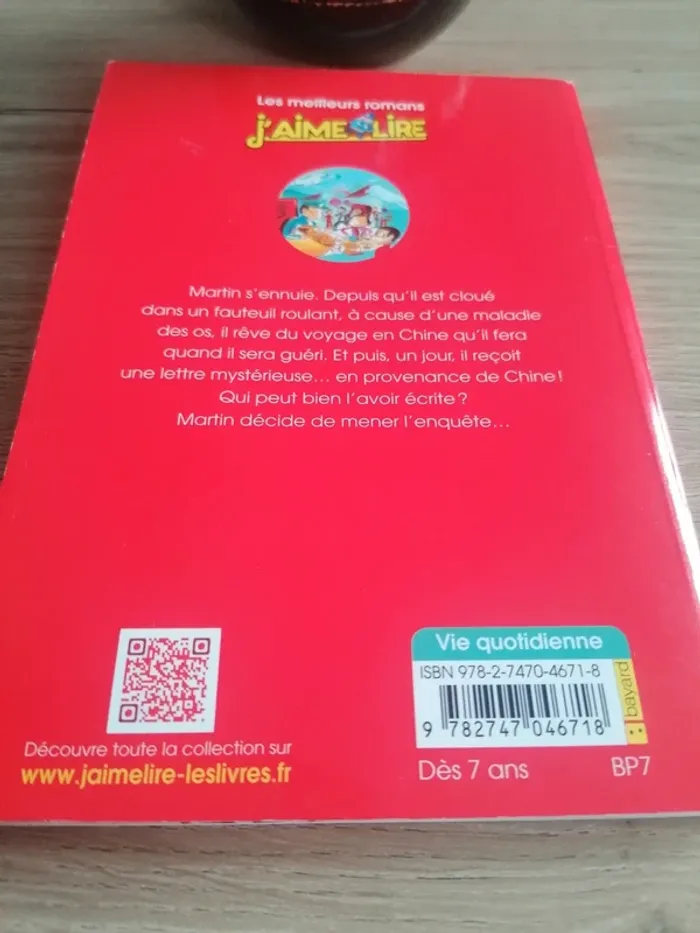 Les meilleurs romans
J'AIME LIRE
Martin s'ennuie. Depuis qu'il est cloué
dans un fauteuil roulant, à cause d'une maladie
des os, il rêve du voyage en Chine qu'il fera
quand il sera guéri. Et puis, un jour, il reçoit
une lettre mystérieuse... en provenance de Chine !
Qui peut bien l'avoir écrite ?
Martin décide de mener l'enquête...
Découvre toute la collection sur
www.jaimelire-leslivres.fr
Vie quotidienne
ISBN 978-2-7470-4671-8
9 782747 046718
bayard
Dès 7 ans
BP7